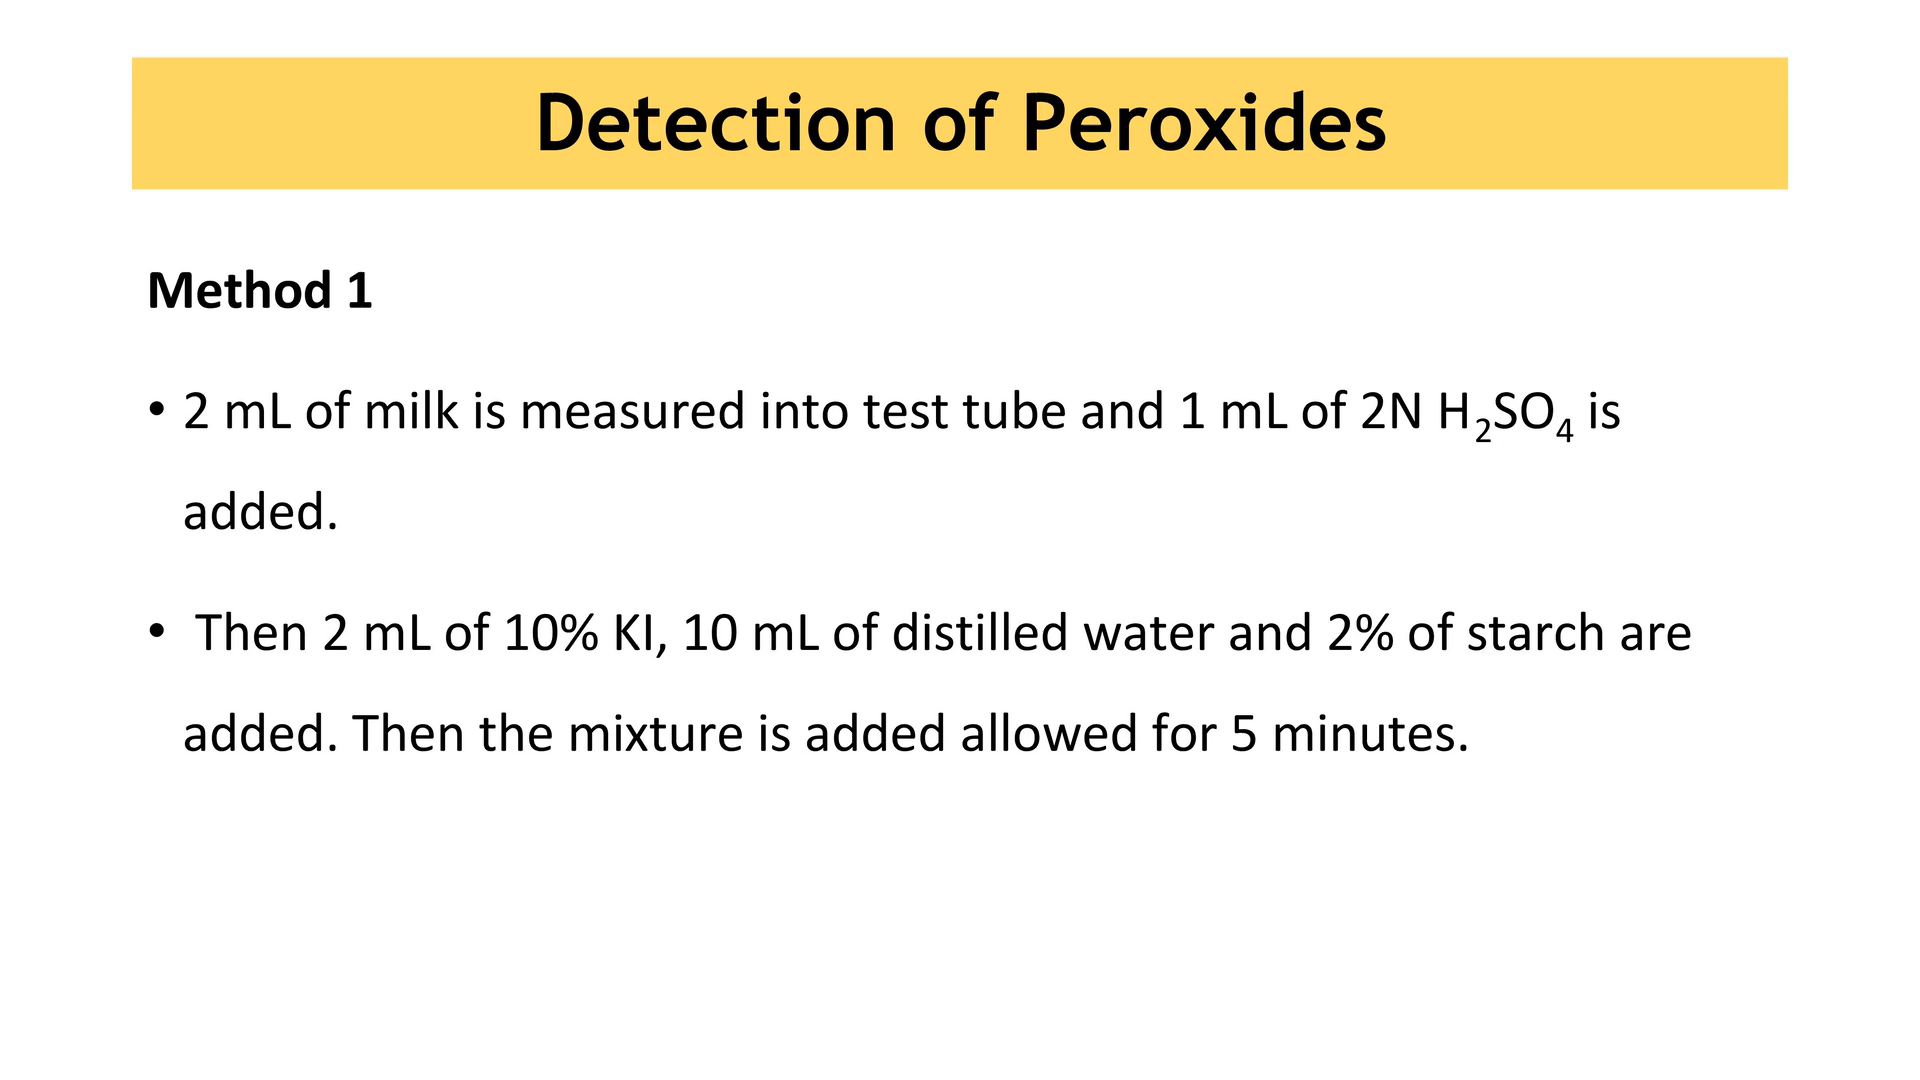 Detection of Peroxides
Method 1
• 2 mL of milk is measured into test tube and 1 mL of 2N H₂SO₄ is
added.
• Then 2 mL of 10% KI, 10 mL of distilled water and 2% of starch are
added. Then the mixture is added allowed for 5 minutes.